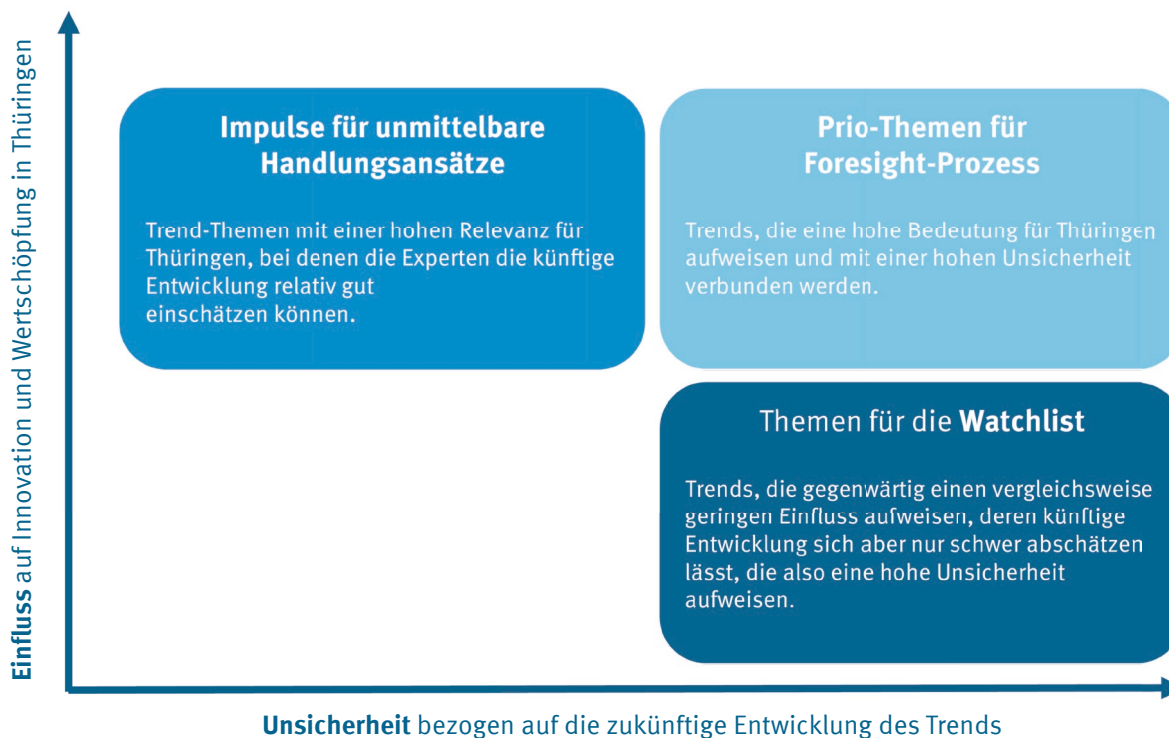 Einfluss auf Innovation und Wertschöpfung in Thüringen
Impulse für unmittelbare
Handlungsansätze
Trend-Themen mit einer hohen Relevanz für
Thüringen, bei denen die Experten die künftige
Entwicklung relativ gut
einschätzen können.
Prio-Themen für
Foresight-Prozess
Trends, die eine hohe Bedeutung für Thüringen
aufweisen und mit einer hohen Unsicherheit
verbunden werden.
Themen für die Watchlist
Trends, die gegenwärtig einen vergleichsweise
geringen Einfluss aufweisen, deren künftige
Entwicklung sich aber nur schwer abschätzen
lässt, die also eine hohe Unsicherheit
aufweisen.
Unsicherheit bezogen auf die zukünftige Entwicklung des Trends